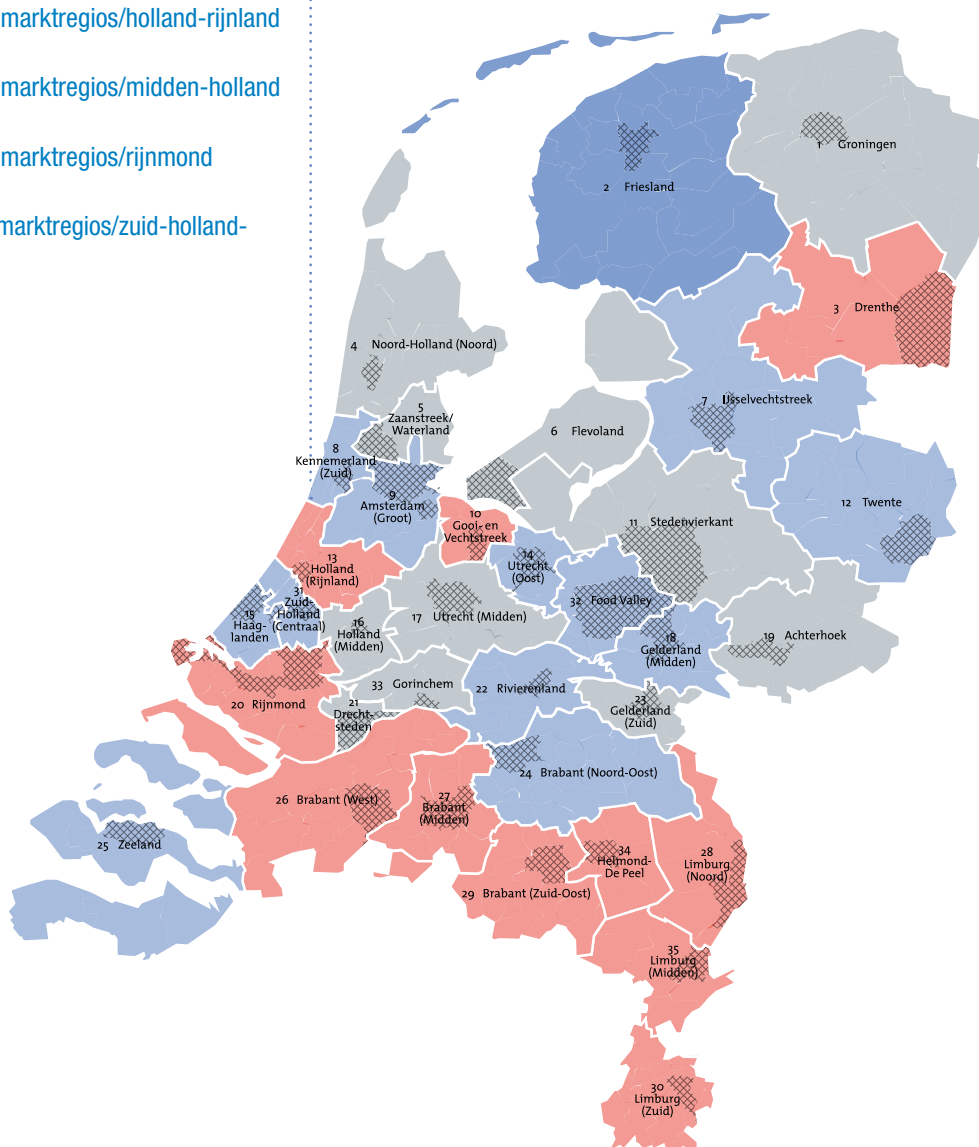 marktregios/holland-rijnland
marktregios/midden-holland
marktregios/rijnmond
marktregios/zuid-holland-
1 Groningen
2 Friesland
3 Drenthe
4 Noord-Holland (Noord)
5
Zaanstreek/
Waterland
6 Flevoland
7 IJsselvechtstreek
8
Kennemerland
(Zuid)
9
Amsterdam
(Groot)
10
Gooi- en
Vechtstreek
11 Stedenvierkant
12 Twente
13
Holland
(Rijnland)
14
Utrecht
(Oost)
15
Haag-
landen
31
Zuid-
Holland
(Centraal)
16
Holland
(Midden)
17 Utrecht (Midden)
32 Food Valley
18
Gelderland
(Midden)
19 Achterhoek
20 Rijnmond
33 Gorinchem
21
Drecht-
steden
22 Rivierenland
23
Gelderland
(Zuid)
24 Brabant (Noord-Oost)
25 Zeeland
26 Brabant (West)
27
Brabant
(Midden)
28
Limburg
(Noord)
34
Helmond-
De Peel
29 Brabant (Zuid-Oost)
35
Limburg
(Midden)
30
Limburg
(Zuid)